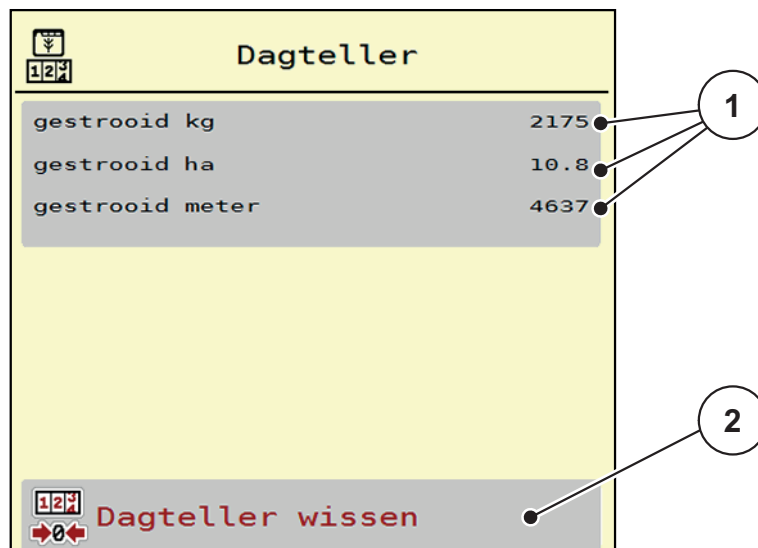 Dagteller
gestrooid kg 2175
gestrooid ha 10.8
gestrooid meter 4637
1
2
Dagteller wissen